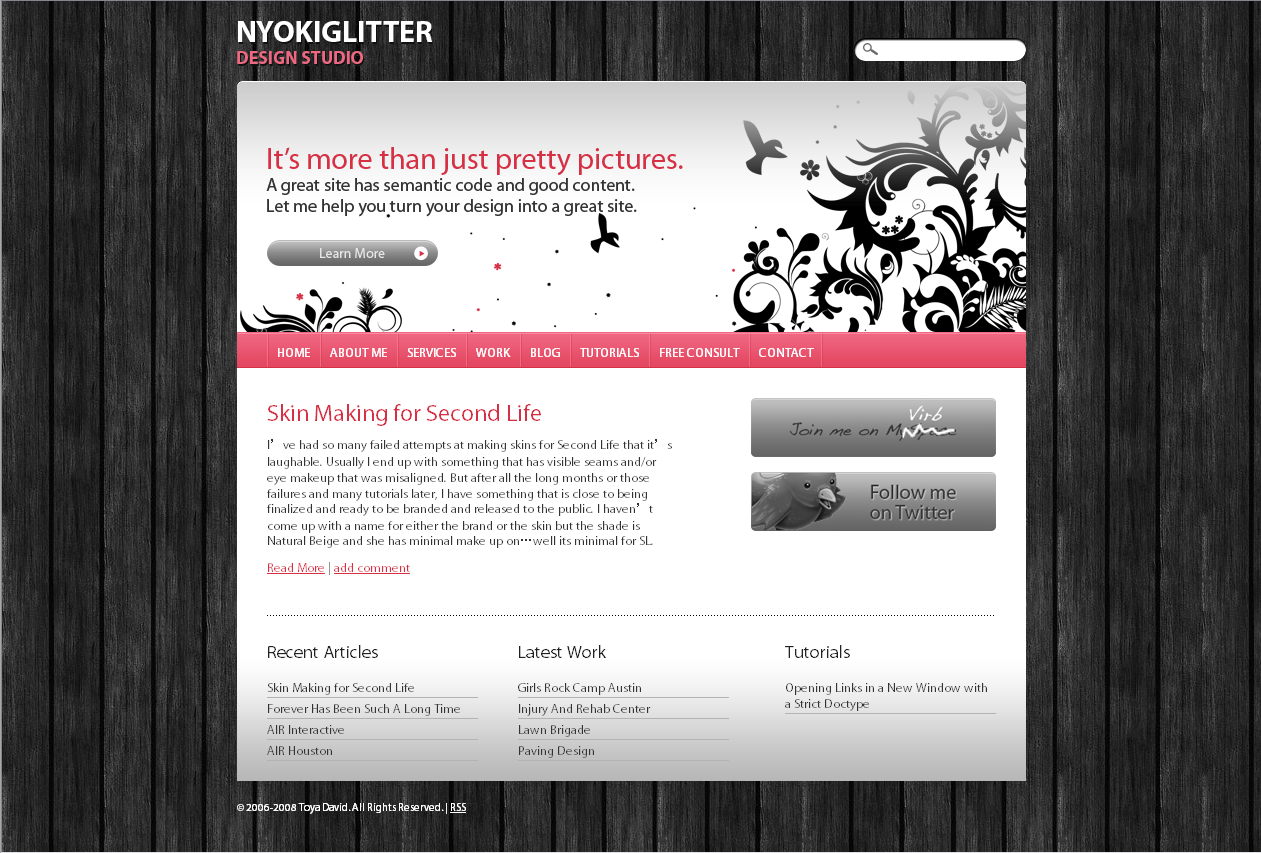 NYOKIGLITTER
DESIGN STUDIO
It's more than just pretty pictures.
A great site has semantic code and good content.
Let me help you turn your design into a great site.
Learn More
HOME ABOUT ME SERVICES WORK BLOG TUTORIALS FREE CONSULT CONTACT
Skin Making for Second Life
I’ve had so many failed attempts at making skins for Second Life that it’s
laughable. Usually I end up with something that has visible seams and/or
eye makeup that was misaligned. But after all the long months or those
failures and many tutorials later, I have something that is close to being
finalized and ready to be branded and released to the public. I haven’t
come up with a name for either the brand or the skin but the shade is
Natural Beige and she has minimal make up on…well its minimal for SL.
Read More | add comment
Virb
Join me on MySpace
Follow me
on Twitter
Recent Articles
Skin Making for Second Life
Forever Has Been Such A Long Time
AIR Interactive
AIR Houston
Latest Work
Girls Rock Camp Austin
Injury And Rehab Center
Lawn Brigade
Paving Design
Tutorials
Opening Links in a New Window with
a Strict Doctype
© 2006-2008 Toya David. All Rights Reserved. | RSS